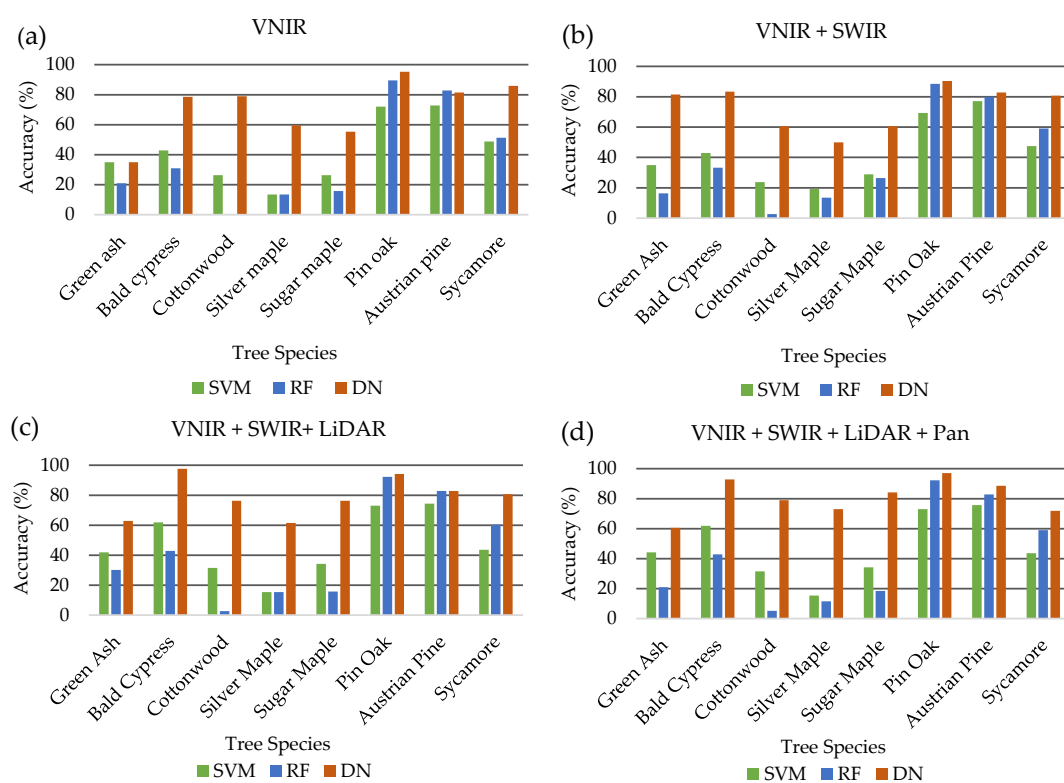 (a)
VNIR
Accuracy (%)
100
80
60
40
20
0
Green ash
Bald cypress
Cottonwood
Silver maple
Sugar maple
Pin oak
Austrian pine
Sycamore
Tree Species
SVM RF DN
(b)
VNIR + SWIR
Accuracy (%)
100
80
60
40
20
0
Green Ash
Bald Cypress
Cottonwood
Silver Maple
Sugar Maple
Pin Oak
Austrian Pine
Sycamore
Tree Species
SVM RF DN
(c)
VNIR + SWIR+ LiDAR
Accuracy (%)
100
80
60
40
20
0
Green Ash
Bald Cypress
Cottonwood
Silver Maple
Sugar Maple
Pin Oak
Austrian Pine
Sycamore
Tree Species
SVM RF DN
(d)
VNIR + SWIR + LiDAR + Pan
Accuracy (%)
100
80
60
40
20
0
Green Ash
Bald Cypress
Cottonwood
Silver Maple
Sugar Maple
Pin Oak
Austrian Pine
Sycamore
Tree Species
SVM RF DN